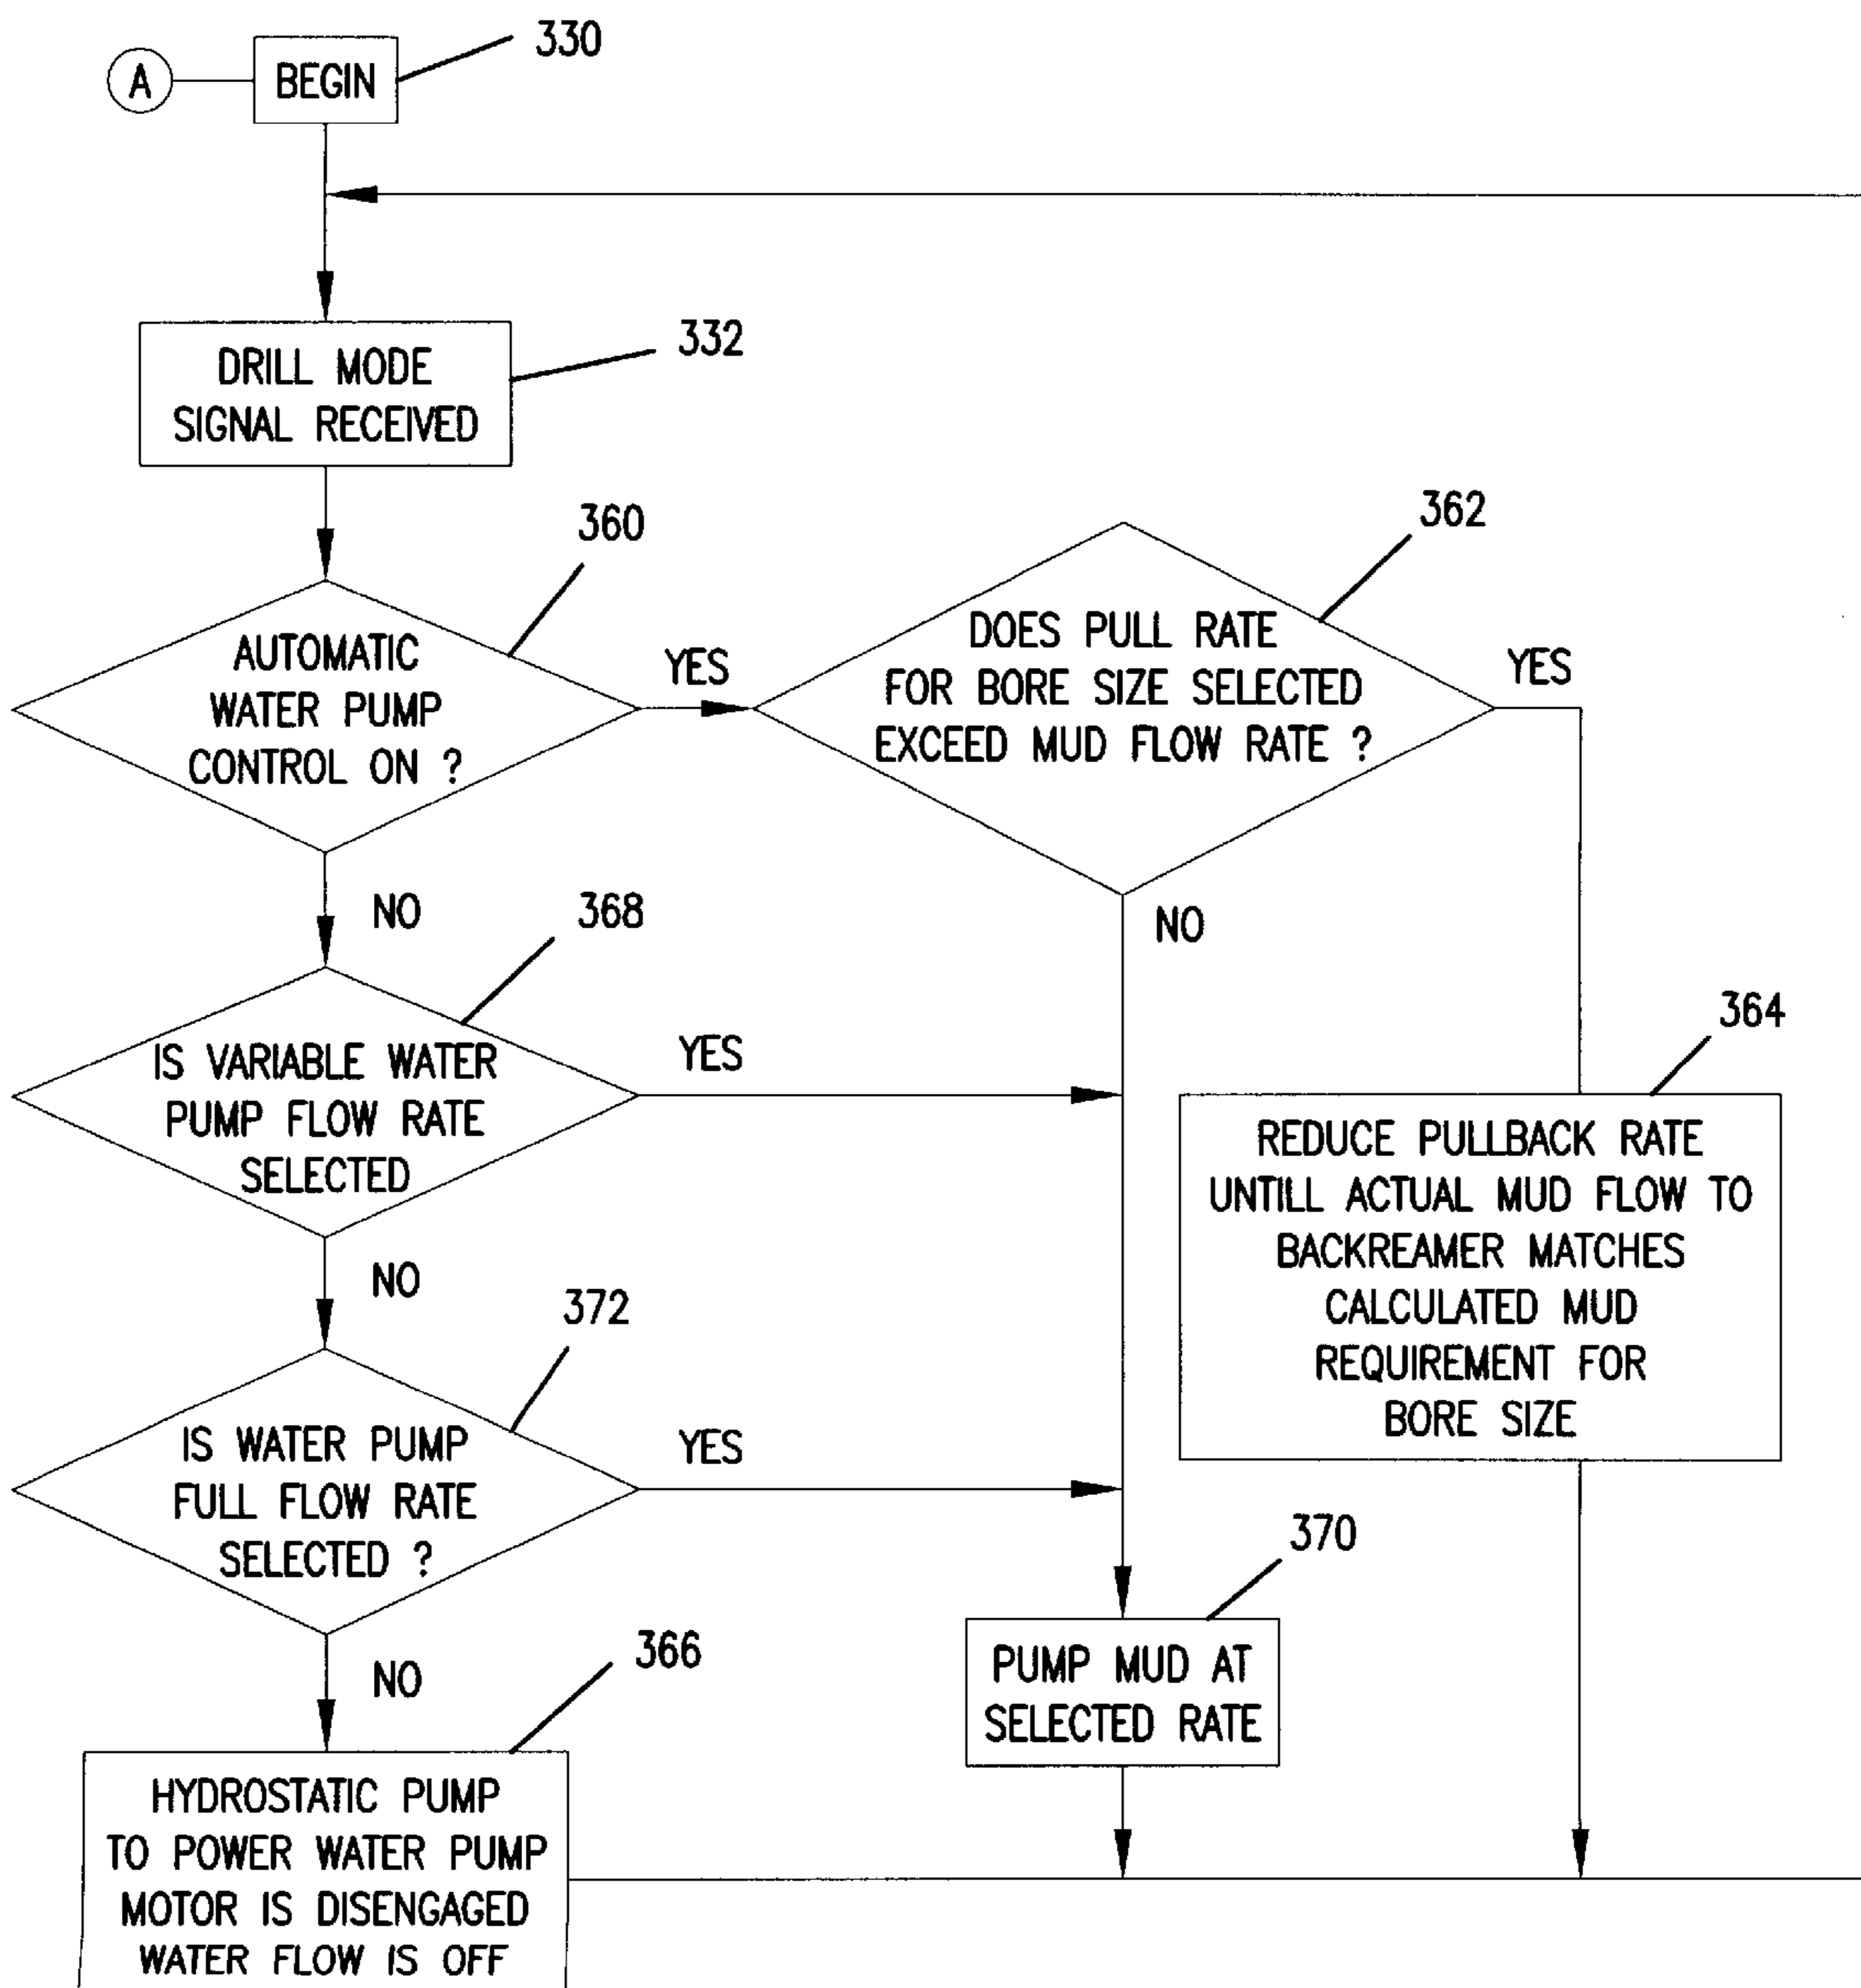 A
BEGIN
330
DRILL MODE
SIGNAL RECEIVED
332
AUTOMATIC
WATER PUMP
CONTROL ON ?
360
YES
NO
DOES PULL RATE
FOR BORE SIZE SELECTED
EXCEED MUD FLOW RATE ?
362
YES
NO
IS VARIABLE WATER
PUMP FLOW RATE
SELECTED
368
YES
NO
REDUCE PULLBACK RATE
UNTILL ACTUAL MUD FLOW TO
BACKREAMER MATCHES
CALCULATED MUD
REQUIREMENT FOR
BORE SIZE
364
IS WATER PUMP
FULL FLOW RATE
SELECTED ?
372
YES
NO
PUMP MUD AT
SELECTED RATE
370
HYDROSTATIC PUMP
TO POWER WATER PUMP
MOTOR IS DISENGAGED
WATER FLOW IS OFF
366